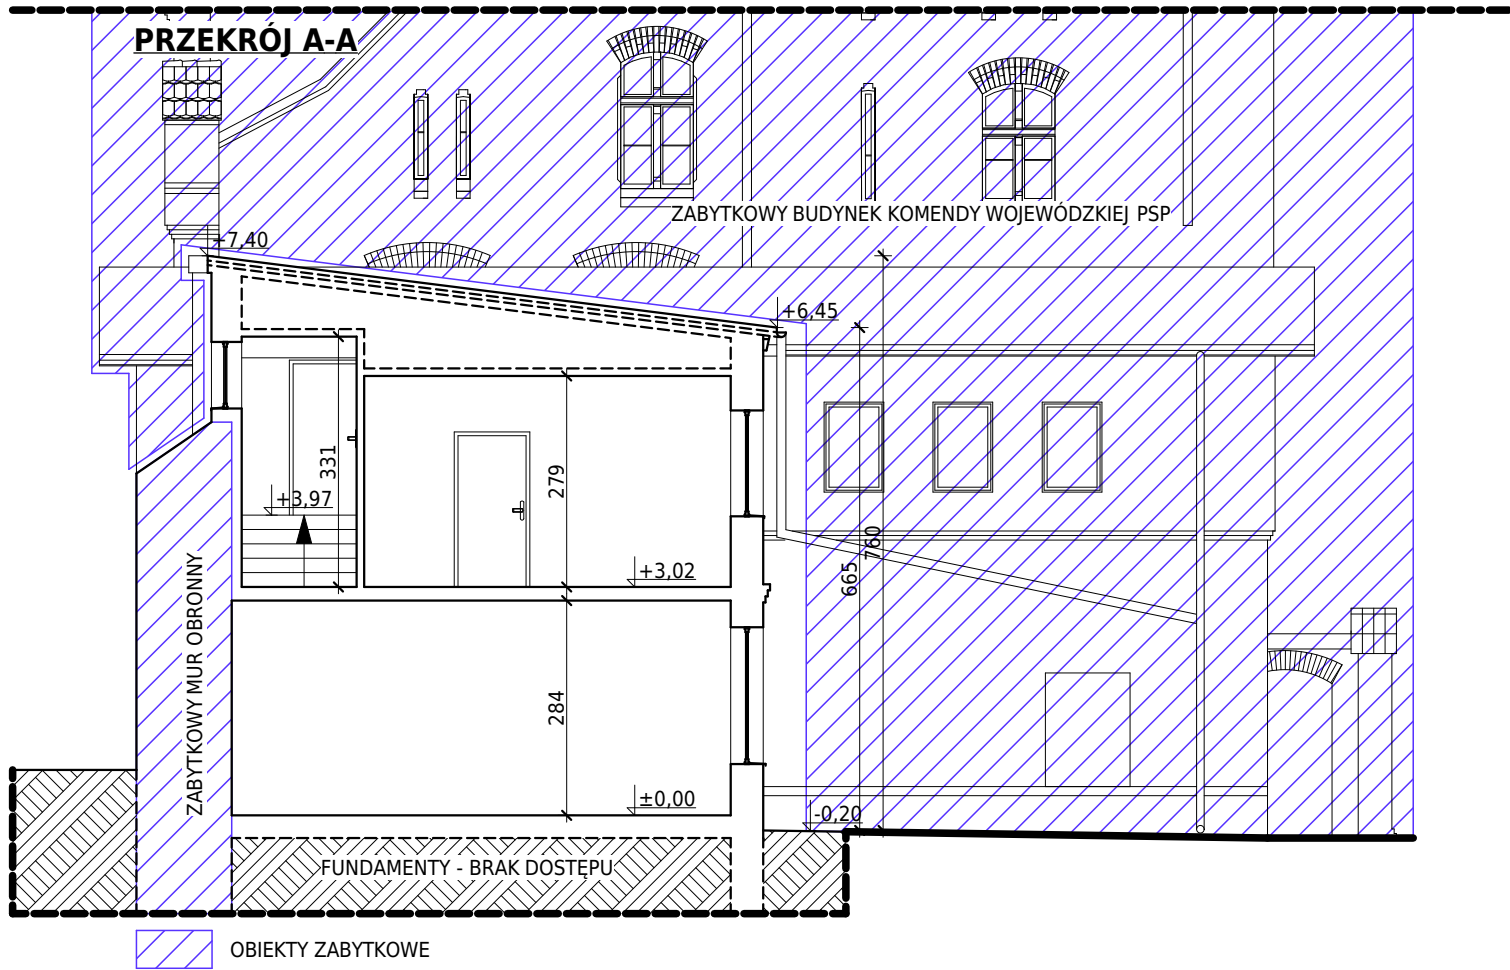 PRZEKRÓJ A-A
ZABYTKOWY BUDYNEK KOMENDY WOJEWÓDZKIEJ PSP
+7,40
+6,45
331
279
+3,97
760
665
+3,02
ZABYTKOWY MUR OBRONNY
284
±0,00
-0,20
FUNDAMENTY - BRAK DOSTĘPU
OBIEKTY ZABYTKOWE